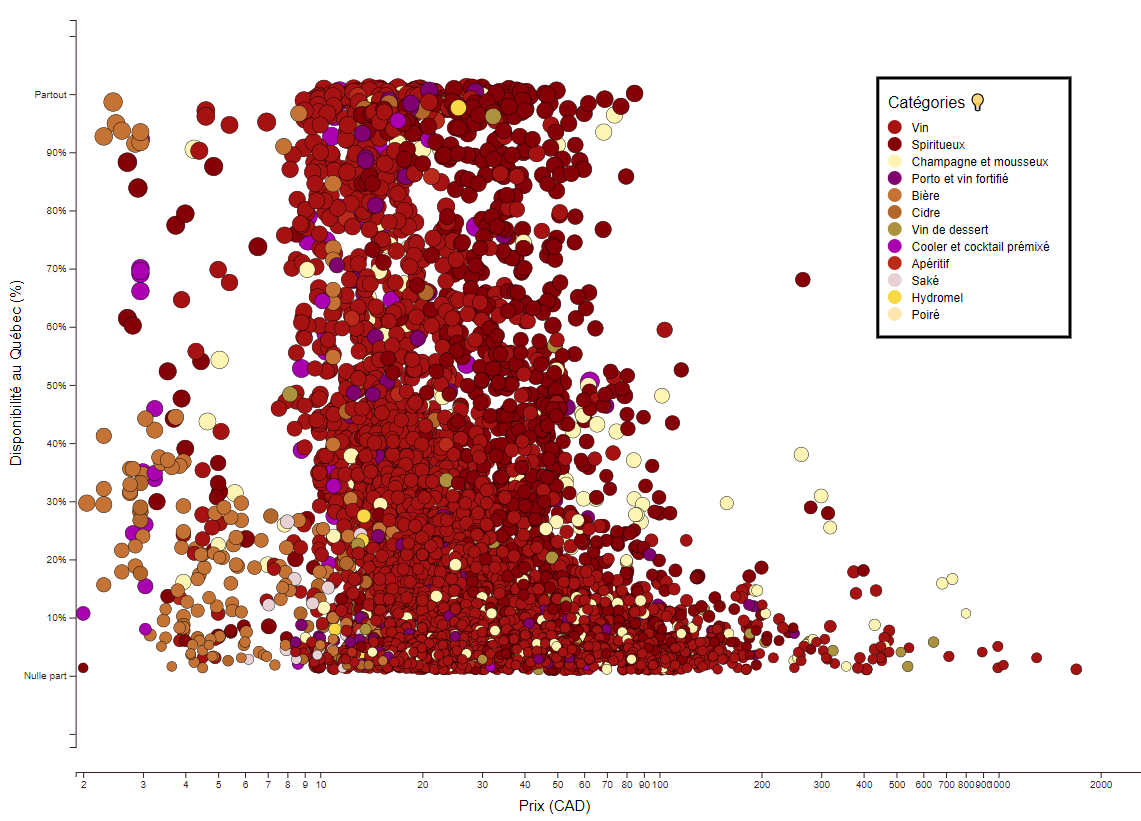 Catégories
Vin
Spiritueux
Champagne et mousseux
Porto et vin fortifié
Bière
Cidre
Vin de dessert
Cooler et cocktail prémixé
Apéritif
Saké
Hydromel
Poiré
Disponibilité au Québec (%)
Partout
90%
80%
70%
60%
50%
40%
30%
20%
10%
Nulle part
2 3 4 5 6 7 8 9 10 20 30 40 50 60 70 80 90 100 200 300 400 500 600 700 800 900 1000 2000
Prix (CAD)